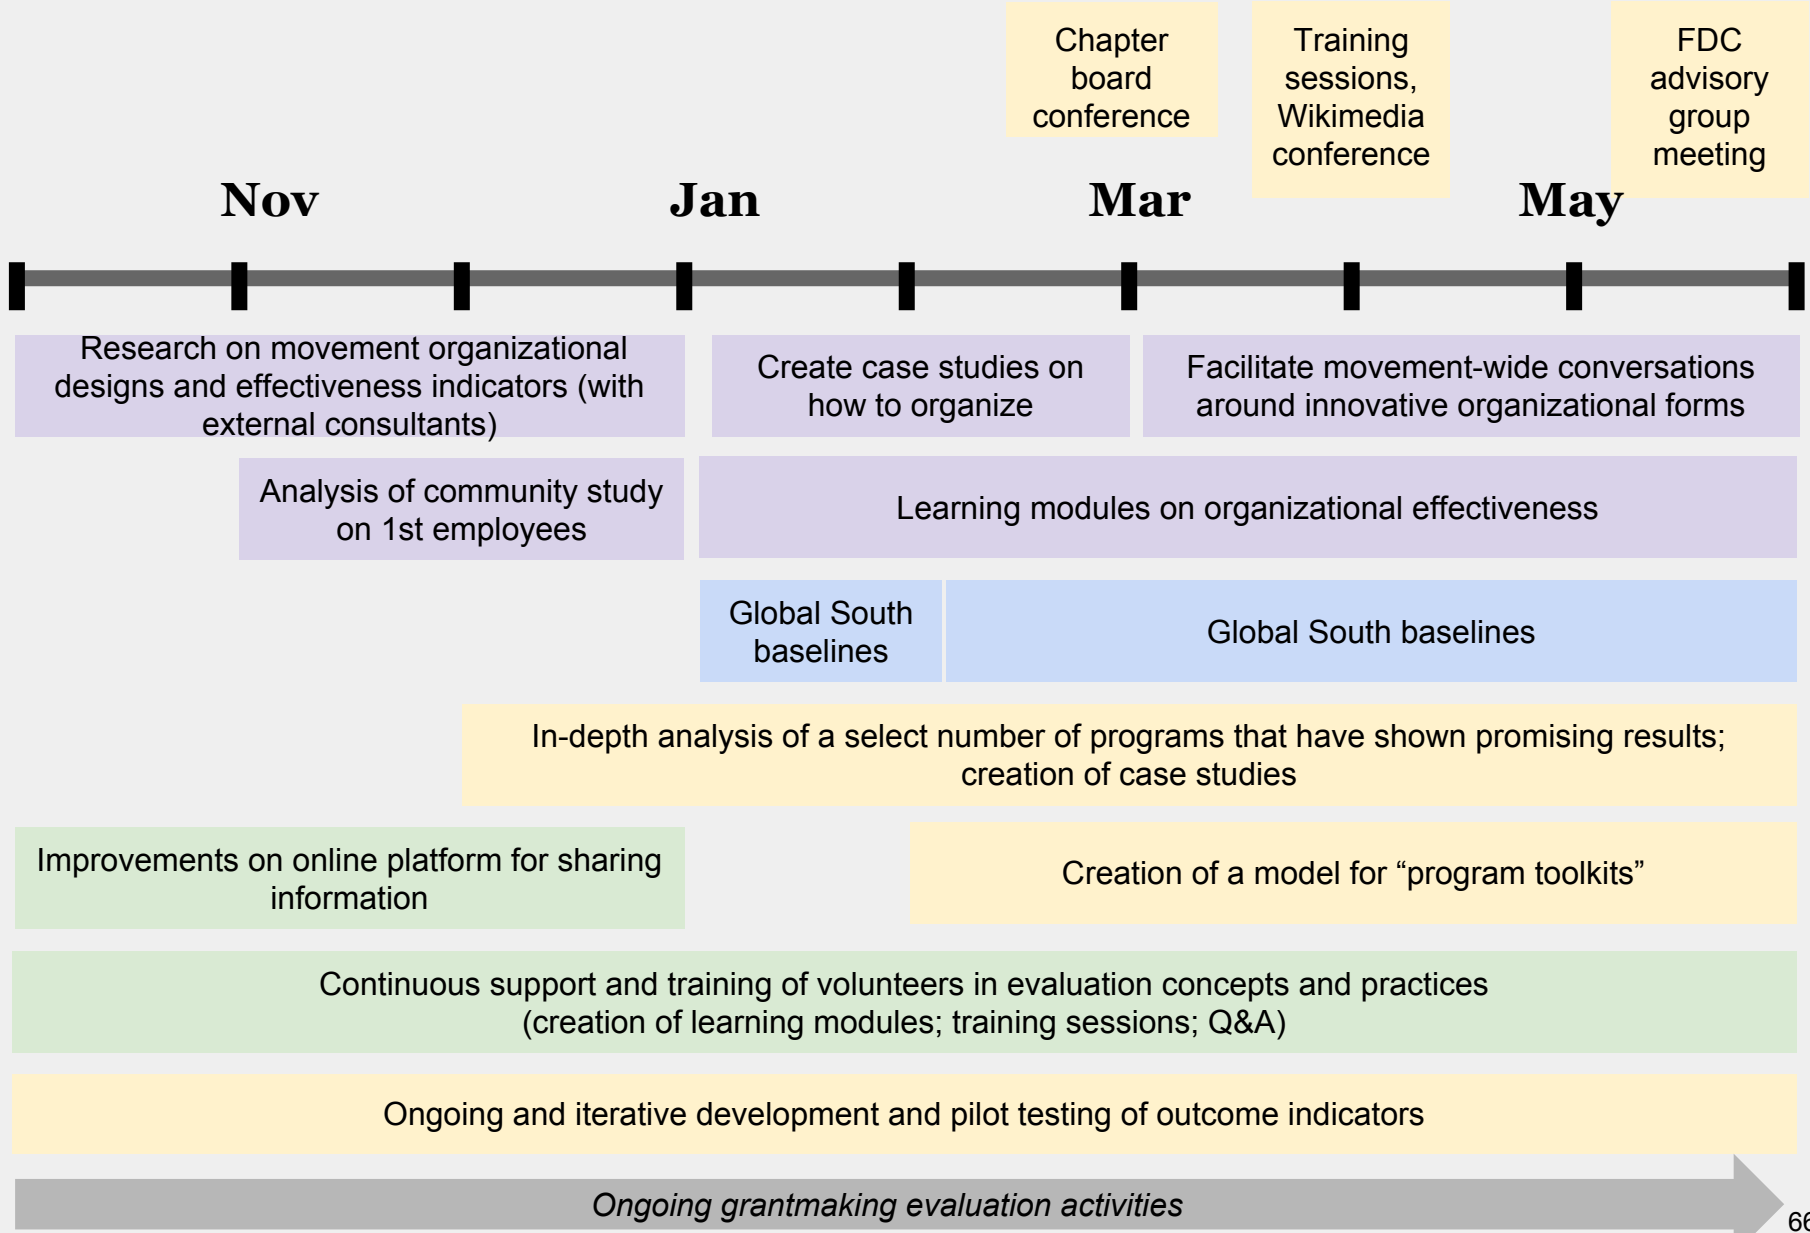 Chapter
board
conference
Training
sessions,
Wikimedia
conference
FDC
advisory
group
meeting
Nov
Jan
Mar
May
Research on movement organizational
designs and effectiveness indicators (with
external consultants)
Create case studies on
how to organize
Facilitate movement-wide conversations
around innovative organizational forms
Analysis of community study
on 1st employees
Learning modules on organizational effectiveness
Global South
baselines
Global South baselines
In-depth analysis of a select number of programs that have shown promising results;
creation of case studies
Improvements on online platform for sharing
information
Creation of a model for “program toolkits”
Continuous support and training of volunteers in evaluation concepts and practices
(creation of learning modules; training sessions; Q&A)
Ongoing and iterative development and pilot testing of outcome indicators
Ongoing grantmaking evaluation activities
66